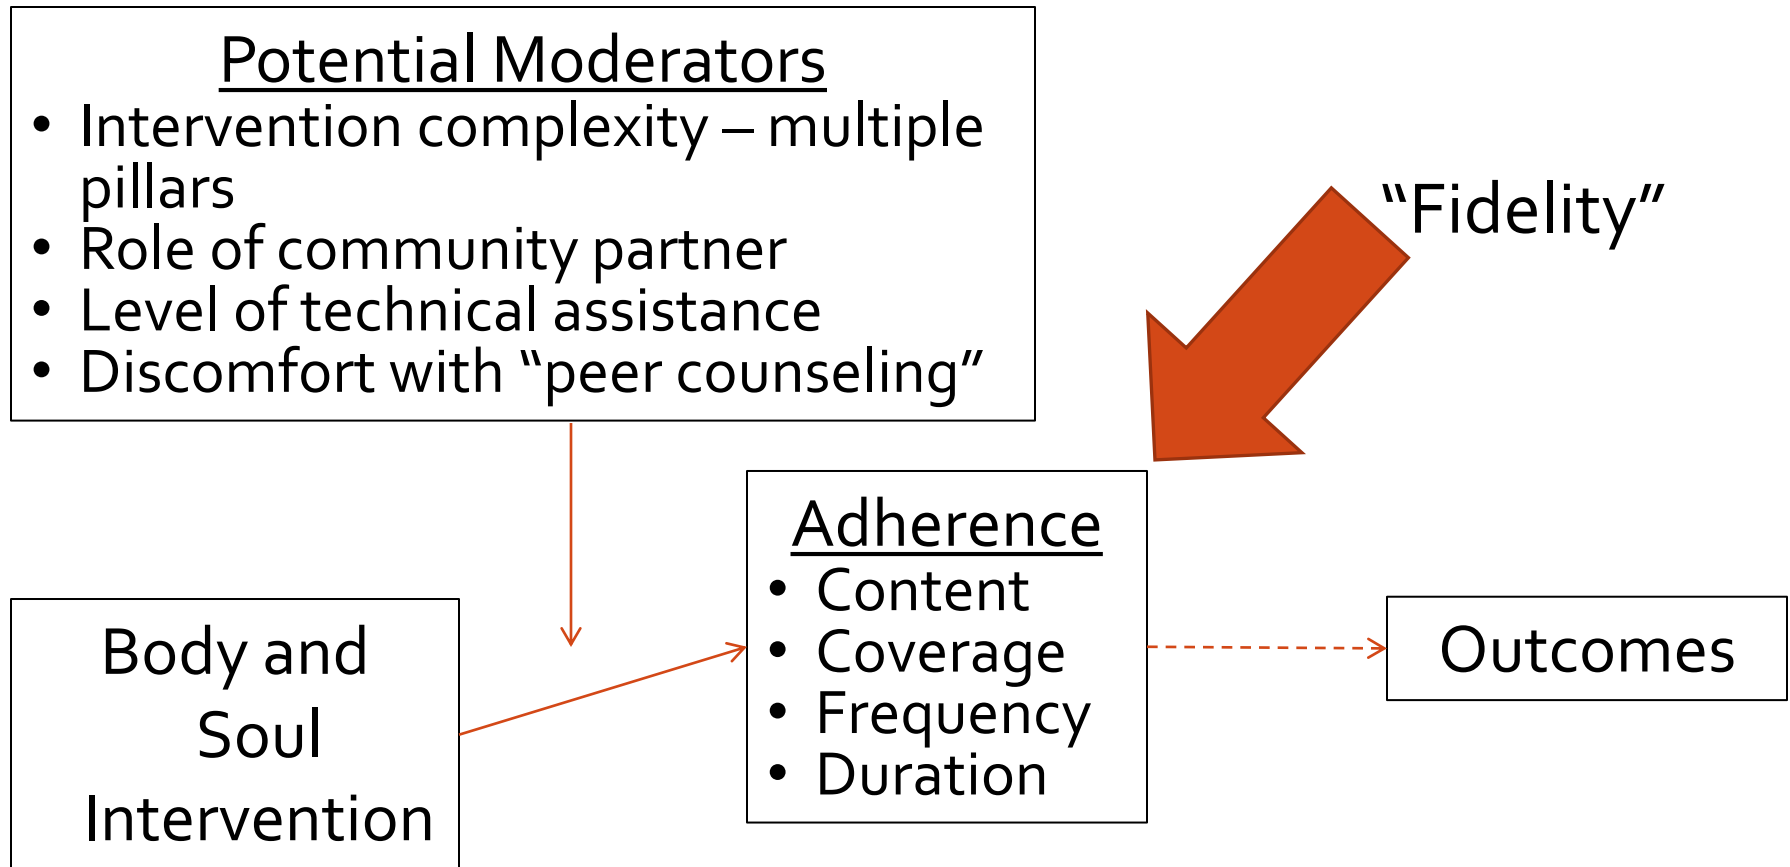 Potential Moderators
• Intervention complexity – multiple
pillars
• Role of community partner
• Level of technical assistance
• Discomfort with “peer counseling”
“Fidelity”
Adherence
• Content
• Coverage
• Frequency
• Duration
Body and
Soul
Intervention
Outcomes